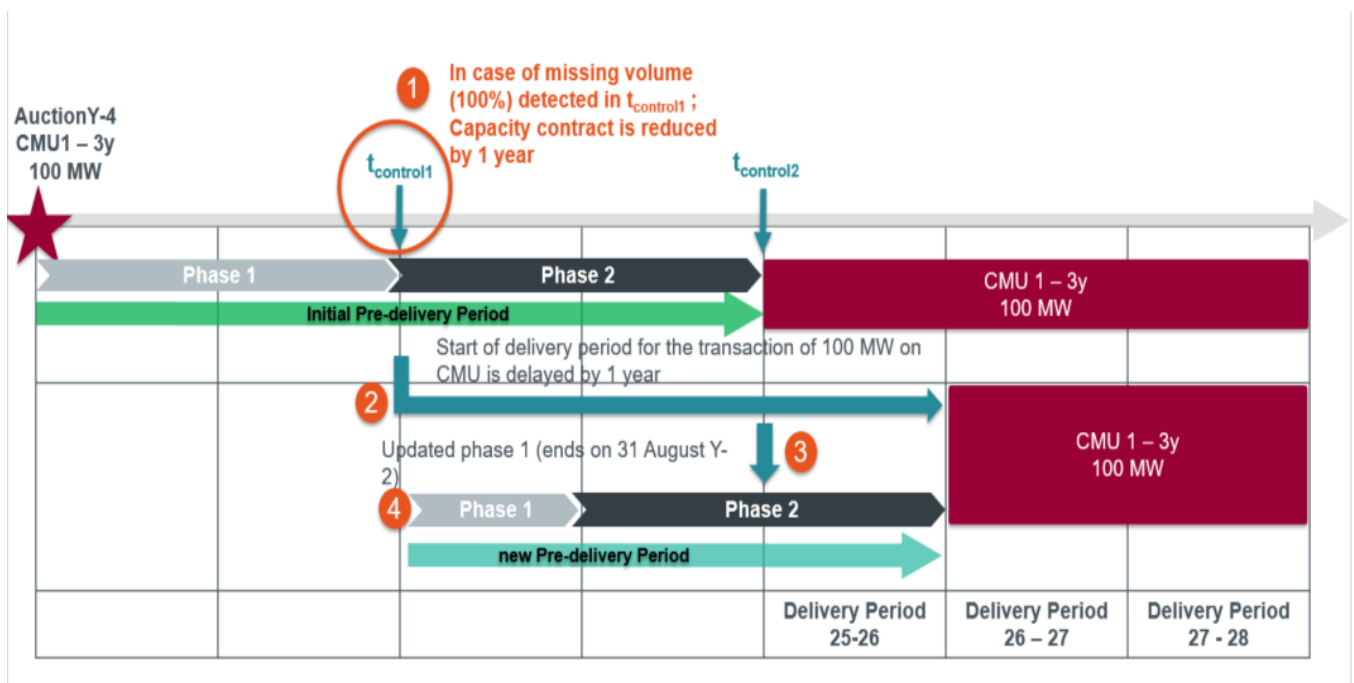 AuctionY-4
CMU1 – 3y
100 MW
1
In case of missing volume
(100%) detected in tcontrol1 ;
Capacity contract is reduced
by 1 year
tcontrol1
tcontrol2
Phase 1
Phase 2
CMU 1 – 3y
100 MW
Initial Pre-delivery Period
Start of delivery period for the transaction of 100 MW on
CMU is delayed by 1 year
2
CMU 1 – 3y
100 MW
Updated phase 1 (ends on 31 August Y-
2)
3
4
Phase 1
Phase 2
new Pre-delivery Period
Delivery Period
25-26
Delivery Period
26 – 27
Delivery Period
27 - 28